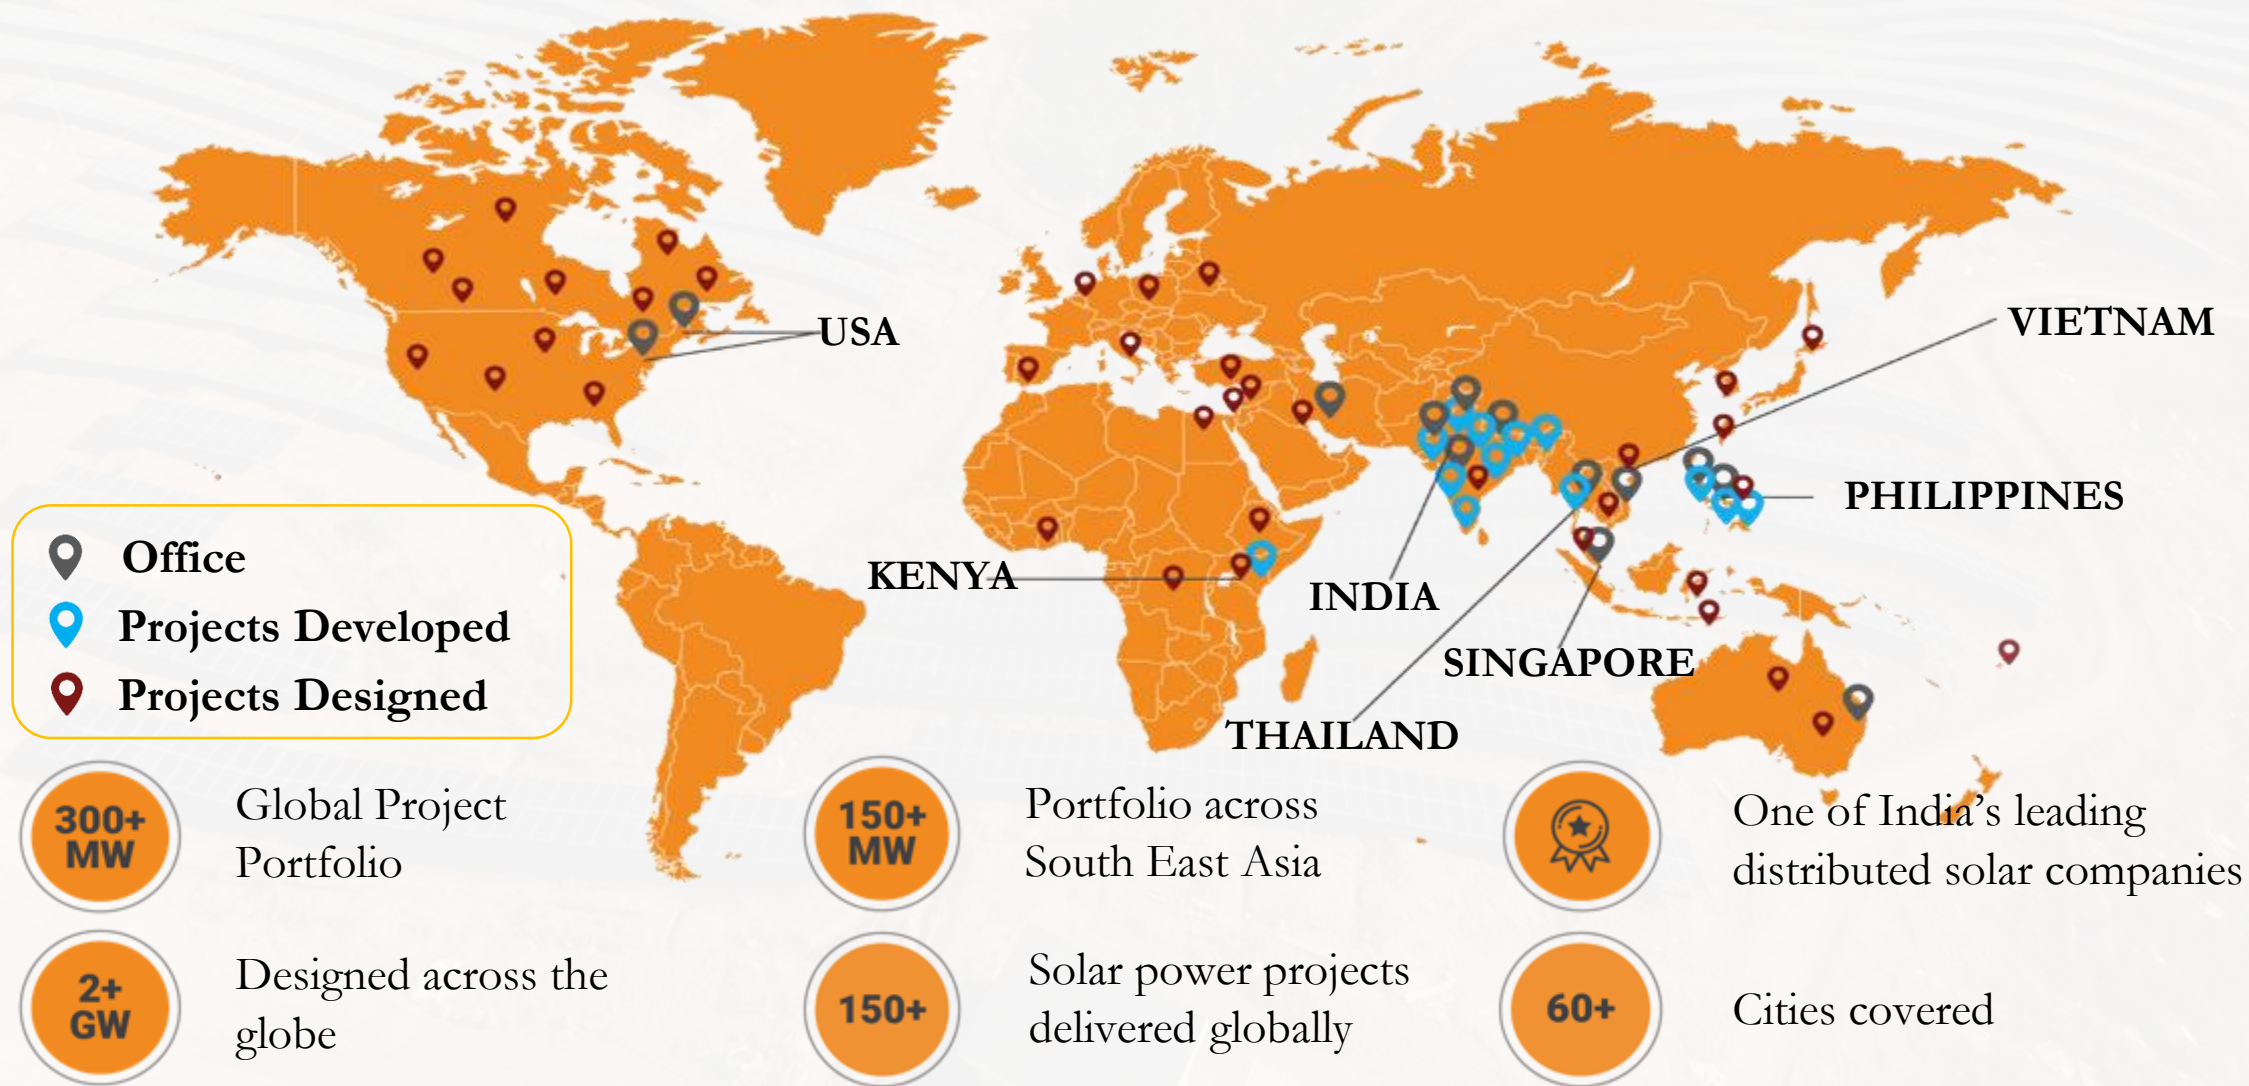 USA
VIETNAM
PHILIPPINES
KENYA
INDIA
SINGAPORE
THAILAND
Office
Projects Developed
Projects Designed
300+
MW
Global Project
Portfolio
150+
MW
Portfolio across
South East Asia
One of India’s leading
distributed solar companies
2+
GW
Designed across the
globe
150+
Solar power projects
delivered globally
60+
Cities covered